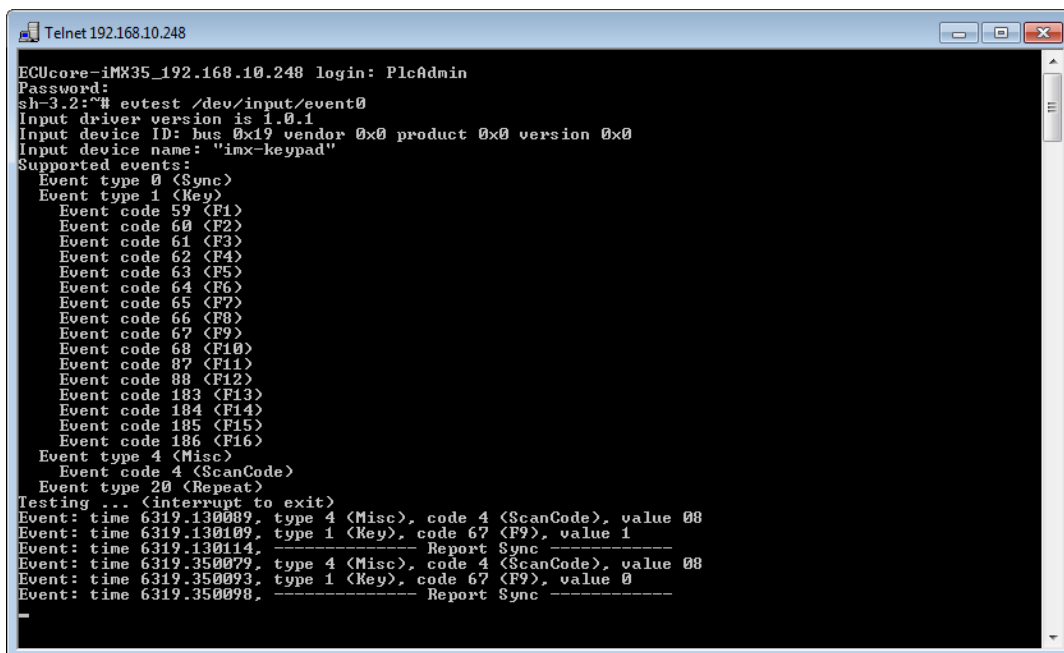 Telnet 192.168.10.248
ECUcore-iMX35_192.168.10.248 login: PlcAdmin
Password:
sh-3.2:~# evtest /dev/input/event0
Input driver version is 1.0.1
Input device ID: bus 0x19 vendor 0x0 product 0x0 version 0x0
Input device name: "imx-keypad"
Supported events:
  Event type 0 (Sync)
  Event type 1 (Key)
    Event code 59 (F1)
    Event code 60 (F2)
    Event code 61 (F3)
    Event code 62 (F4)
    Event code 63 (F5)
    Event code 64 (F6)
    Event code 65 (F7)
    Event code 66 (F8)
    Event code 67 (F9)
    Event code 68 (F10)
    Event code 87 (F11)
    Event code 88 (F12)
    Event code 183 (F13)
    Event code 184 (F14)
    Event code 185 (F15)
    Event code 186 (F16)
  Event type 4 (Misc)
    Event code 4 (ScanCode)
  Event type 20 (Repeat)
Testing ... (interrupt to exit)
Event: time 6319.130089, type 4 (Misc), code 4 (ScanCode), value 08
Event: time 6319.130109, type 1 (Key), code 67 (F9), value 1
Event: time 6319.130114, -------------- Report Sync ------------
Event: time 6319.350079, type 4 (Misc), code 4 (ScanCode), value 08
Event: time 6319.350093, type 1 (Key), code 67 (F9), value 0
Event: time 6319.350098, -------------- Report Sync ------------